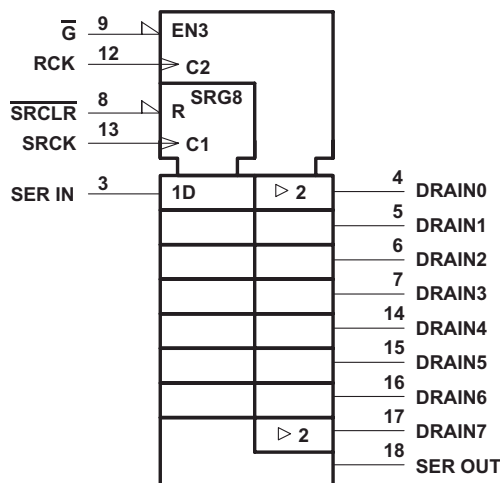 G 9 EN3
RCK 12 C2
SRG8
SRCLR 8 R
SRCK 13 C1
SER IN 3 1D 2 4 DRAIN0
5 DRAIN1
6 DRAIN2
7 DRAIN3
14 DRAIN4
15 DRAIN5
16 DRAIN6
2 17 DRAIN7
18 SER OUT